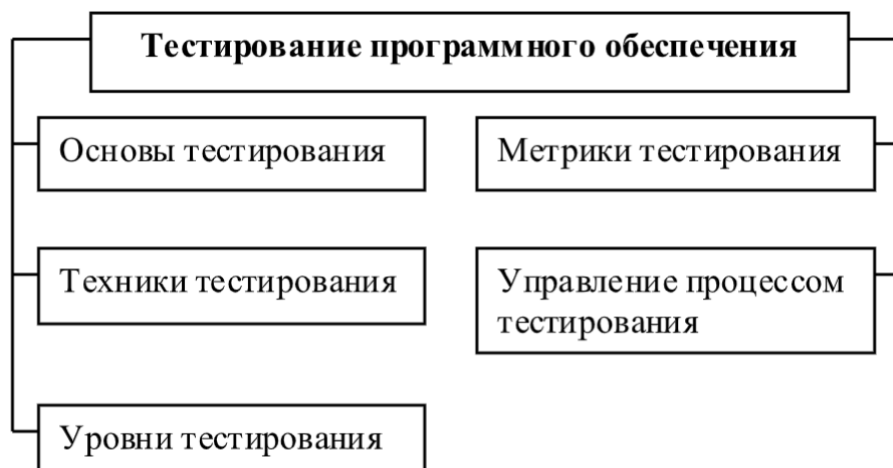 Тестирование программного обеспечения
Основы тестирования
Метрики тестирования
Техники тестирования
Управление процессом
тестирования
Уровни тестирования